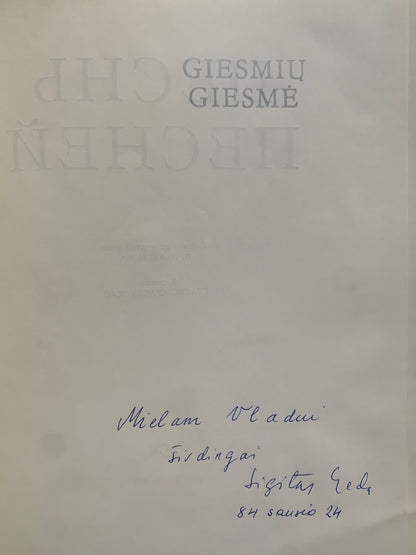 GIESMIŲ
GIESMĖ
ПЕСНЬ
ПЕСНЕЙ
Mielam Vladui
širdingai
Sigitas Geda
84 sausio 24